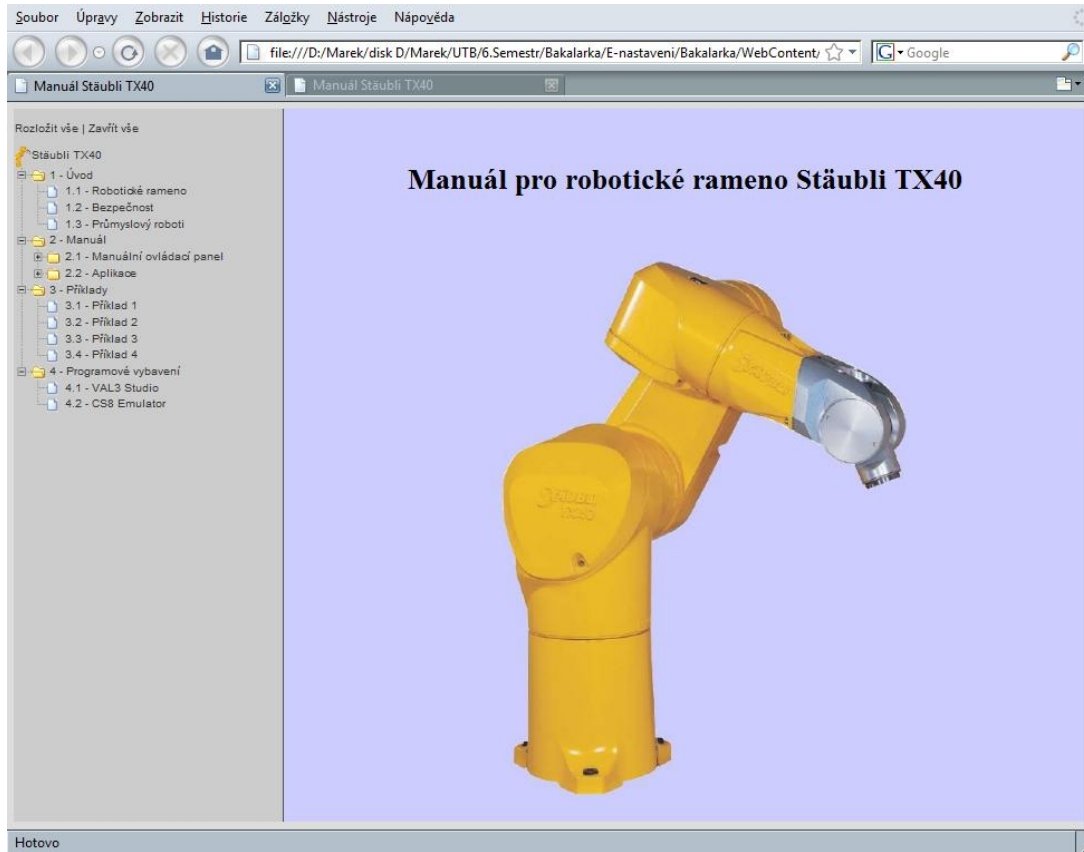 Soubor Úpravy Zobrazit Historie Záložky Nástroje Nápověda
file:///D:/Marek/disk D/Marek/UTB/6.Semestr/Bakalarka/E-nastaveni/Bakalarka/WebContent/ G Google
Manuál Stäubli TX40 Manuál Stäubli TX40
Rozložit vše | Zavřít vše
Stäubli TX40
1 - Úvod
1.1 - Robotické rameno
1.2 - Bezpečnost
1.3 - Průmyslový roboti
2 - Manuál
2.1 - Manuální ovládací panel
2.2 - Aplikace
3 - Příklady
3.1 - Příklad 1
3.2 - Příklad 2
3.3 - Příklad 3
3.4 - Příklad 4
4 - Programové vybavení
4.1 - VAL3 Studio
4.2 - CS8 Emulator
Manuál pro robotické rameno Stäubli TX40
STÄUBLI
STÄUBLI
TX40
Hotovo